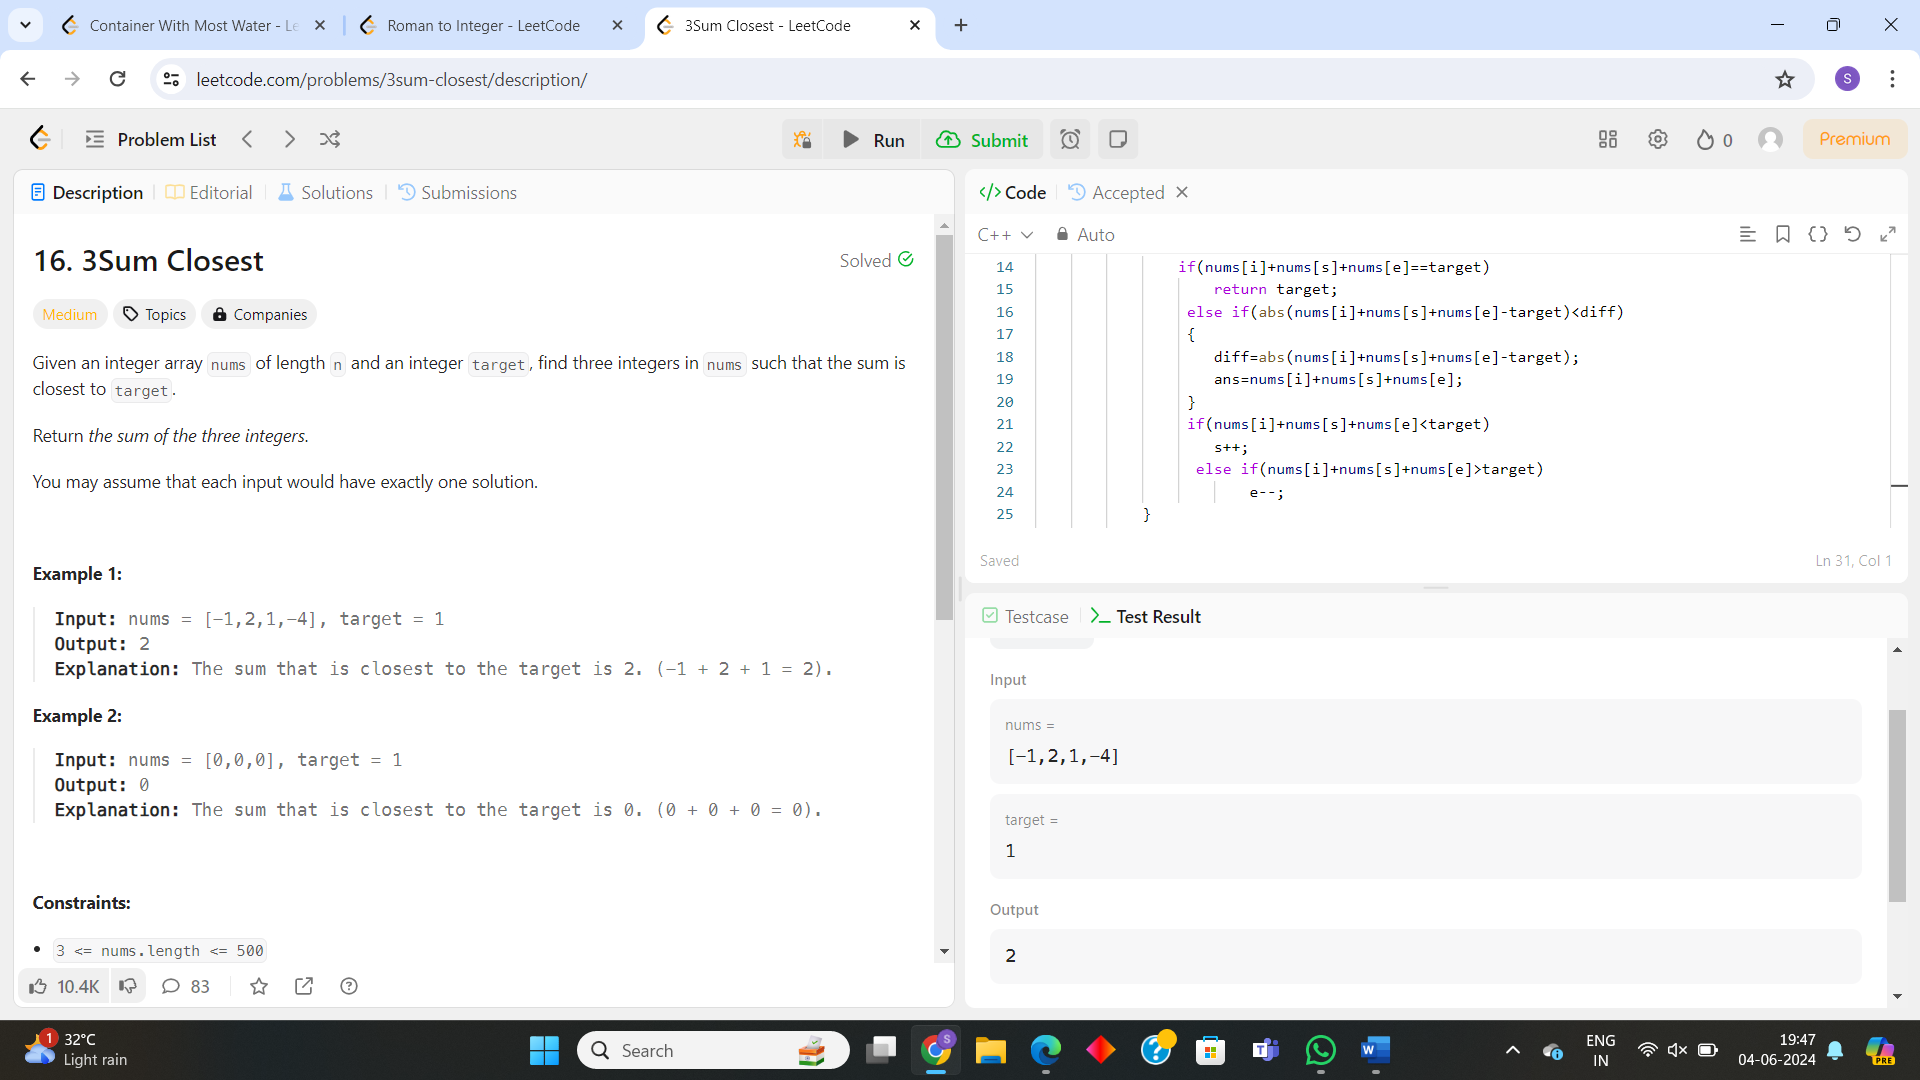 Container With Most Water - Le
Roman to Integer - LeetCode
3Sum Closest - LeetCode
leetcode.com/problems/3sum-closest/description/
S
Problem List
Run
Submit
0
Premium
Description
Editorial
Solutions
Submissions
16. 3Sum Closest
Solved
Medium
Topics
Companies
Given an integer array nums of length n and an integer target, find three integers in nums such that the sum is
closest to target.
Return the sum of the three integers.
You may assume that each input would have exactly one solution.
Example 1:
Input: nums = [-1,2,1,-4], target = 1
Output: 2
Explanation: The sum that is closest to the target is 2. (-1 + 2 + 1 = 2).
Example 2:
Input: nums = [0,0,0], target = 1
Output: 0
Explanation: The sum that is closest to the target is 0. (0 + 0 + 0 = 0).
Constraints:
3 <= nums.length <= 500
10.4K
83
</> Code
Accepted
C++
Auto
14 if(nums[i]+nums[s]+nums[e]==target)
15 return target;
16 else if(abs(nums[i]+nums[s]+nums[e]-target)<diff)
17 {
18 diff=abs(nums[i]+nums[s]+nums[e]-target);
19 ans=nums[i]+nums[s]+nums[e];
20 }
21 if(nums[i]+nums[s]+nums[e]<target)
22 s++;
23 else if(nums[i]+nums[s]+nums[e]>target)
24 e--;
25 }
Saved
Ln 31, Col 1
Testcase
Test Result
Input
nums =
[-1,2,1,-4]
target =
1
Output
2
1
32°C
Light rain
Search
S
W
ENG
IN
19:47
04-06-2024
PRE